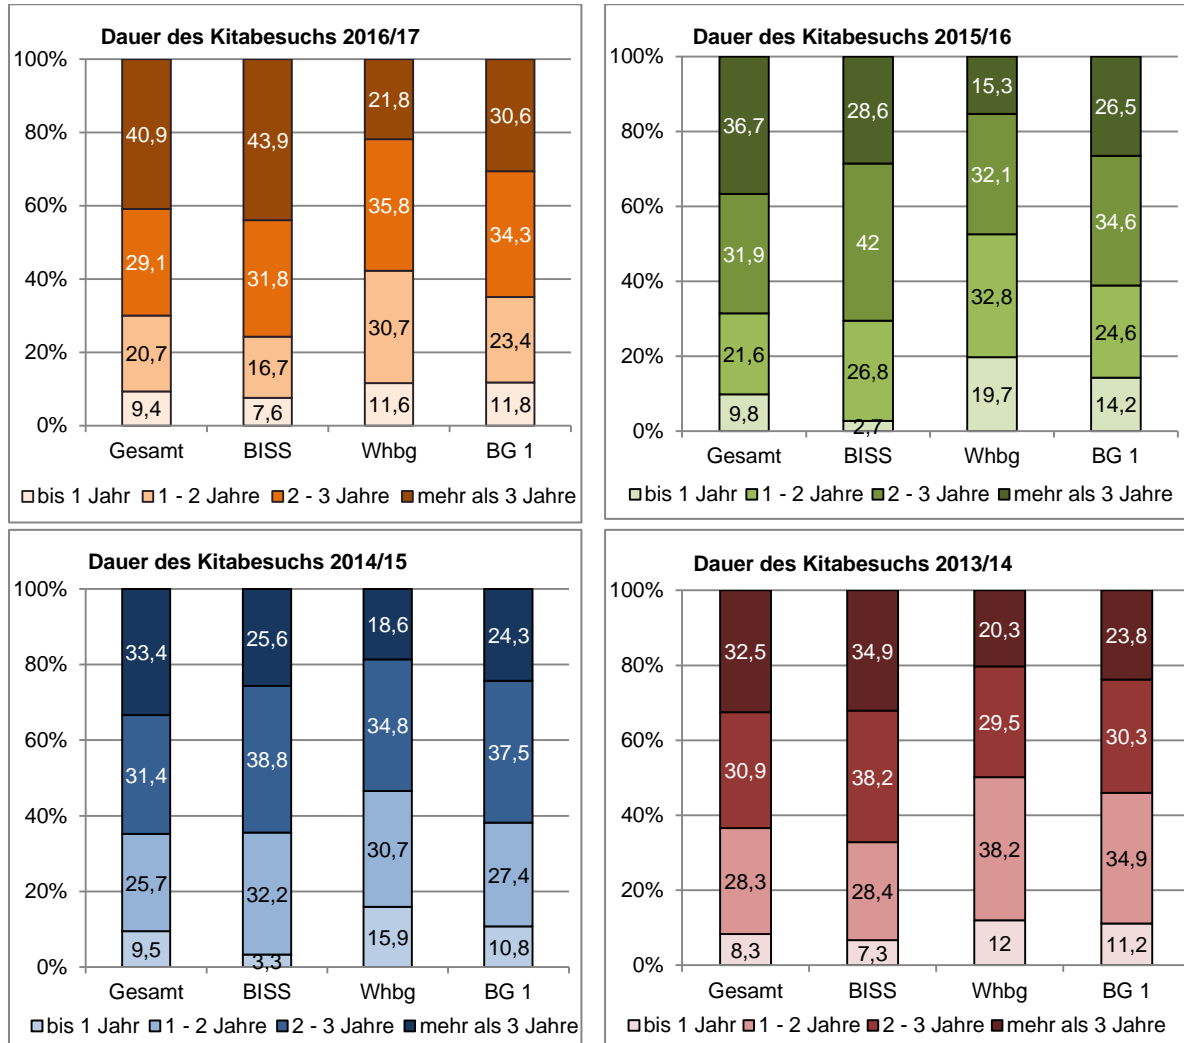 Dauer des Kitabesuchs 2016/17
100%
80%
60%
40%
20%
0%
40,9 43,9 21,8 30,6
29,1 31,8 35,8 34,3
20,7 16,7 30,7 23,4
9,4 7,6 11,6 11,8
Gesamt BISS Whbg BG 1
bis 1 Jahr 1 - 2 Jahre 2 - 3 Jahre mehr als 3 Jahre
Dauer des Kitabesuchs 2015/16
100%
80%
60%
40%
20%
0%
36,7 28,6 15,3 26,5
31,9 42 32,1 34,6
21,6 26,8 32,8 24,6
9,8 2,7 19,7 14,2
Gesamt BISS Whbg BG 1
bis 1 Jahr 1 - 2 Jahre 2 - 3 Jahre mehr als 3 Jahre
Dauer des Kitabesuchs 2014/15
100%
80%
60%
40%
20%
0%
33,4 25,6 18,6 24,3
31,4 38,8 34,8 37,5
25,7 32,2 30,7 27,4
9,5 3,3 15,9 10,8
Gesamt BISS Whbg BG 1
bis 1 Jahr 1 - 2 Jahre 2 - 3 Jahre mehr als 3 Jahre
Dauer des Kitabesuchs 2013/14
100%
80%
60%
40%
20%
0%
32,5 34,9 20,3 23,8
30,9 38,2 29,5 30,3
28,3 28,4 38,2 34,9
8,3 7,3 12 11,2
Gesamt BISS Whbg BG 1
bis 1 Jahr 1 - 2 Jahre 2 - 3 Jahre mehr als 3 Jahre